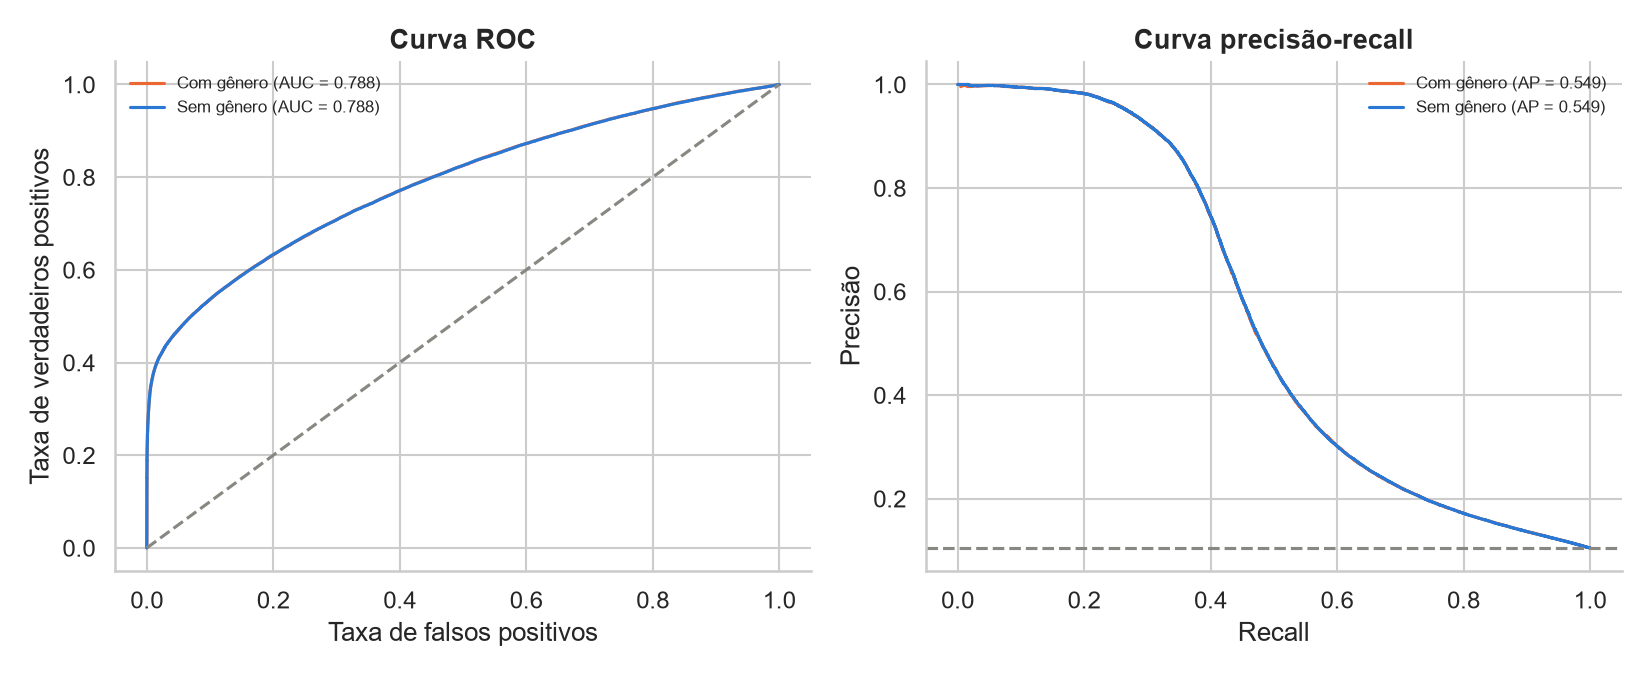 Curva ROC
Com gênero (AUC = 0.788)
Sem gênero (AUC = 0.788)
Taxa de verdadeiros positivos
1.0
0.8
0.6
0.4
0.2
0.0
0.0 0.2 0.4 0.6 0.8 1.0
Taxa de falsos positivos
Curva precisão-recall
Com gênero (AP = 0.549)
Sem gênero (AP = 0.549)
Precisão
1.0
0.8
0.6
0.4
0.2
0.0 0.2 0.4 0.6 0.8 1.0
Recall